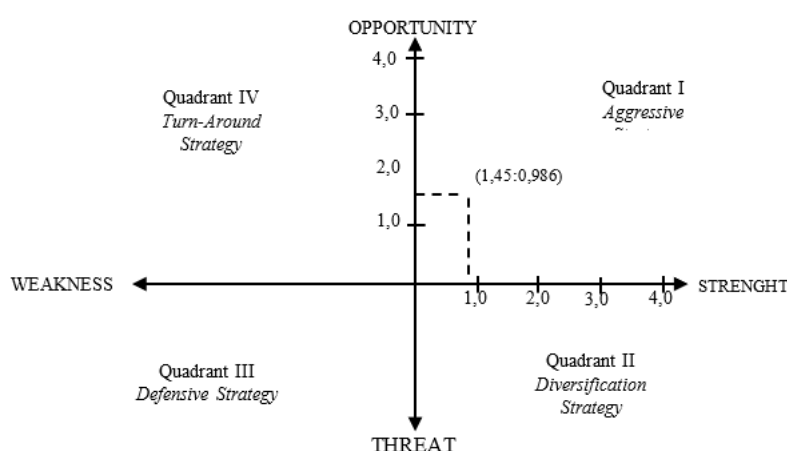 OPPORTUNITY
4,0
Quadrant IV
Turn-Around
Strategy
Quadrant I
Aggressive
3,0
2,0
(1,45:0,986)
1,0
WEAKNESS
STRENGHT
1,0
2,0
3,0
4,0
Quadrant III
Defensive Strategy
Quadrant II
Diversification
Strategy
THREAT